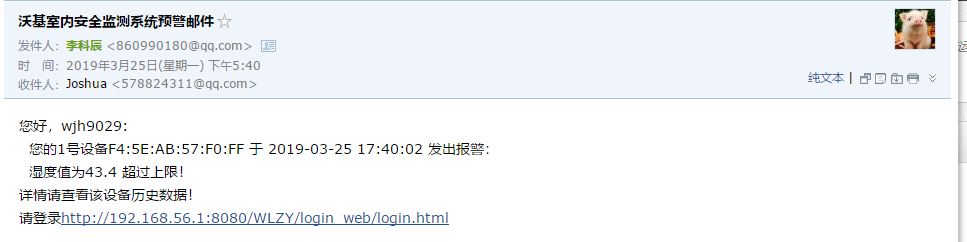 沃基室内安全监测系统预警邮件☆
发件人：李科辰 <860990180@qq.com>
时 间：2019年3月25日(星期一) 下午5:40
收件人：Joshua <578824311@qq.com>
纯文本 |
您好，wjh9029：
您的1号设备F4:5E:AB:57:F0:FF 于 2019-03-25 17:40:02 发出报警：
湿度值为43.4 超过上限！
详情请查看该设备历史数据！
请登录http://192.168.56.1:8080/WLZY/login_web/login.html